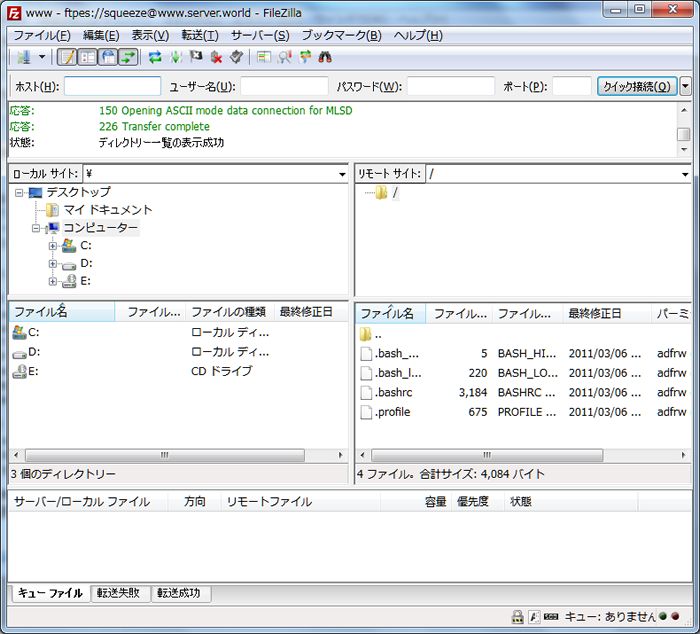 www - ftpes://squeeze@www.server.world - FileZilla
ファイル(F) 編集(E) 表示(V) 転送(T) サーバー(S) ブックマーク(B) ヘルプ(H)
ホスト(H): ユーザー名(U): パスワード(W): ポート(P): クイック接続(Q)
応答: 150 Opening ASCII mode data connection for MLSD
応答: 226 Transfer complete
状態: ディレクトリー一覧の表示成功
ローカル サイト: ¥
デスクトップ
マイ ドキュメント
コンピューター
C:
D:
E:
リモート サイト: /
/
ファイル名 ファイル... ファイルの種類 最終修正日
C: ローカル ディ...
D: ローカル ディ...
E: CD ドライブ
3 個のディレクトリー
ファイル名 ファイル... ファイル... 最終修正日 パーミ
..
.bash_... 5 BASH_HI... 2011/03/06 ... adfrw
.bash_l... 220 BASH_LO... 2011/03/06 ... adfrw
.bashrc 3,184 BASHRC ... 2011/03/06 ... adfrw
.profile 675 PROFILE ... 2011/03/06 ... adfrw
4 ファイル。合計サイズ: 4,084 バイト
サーバー/ローカル ファイル 方向 リモートファイル 容量 優先度 状態
キュー ファイル 転送失敗 転送成功
キュー: ありません